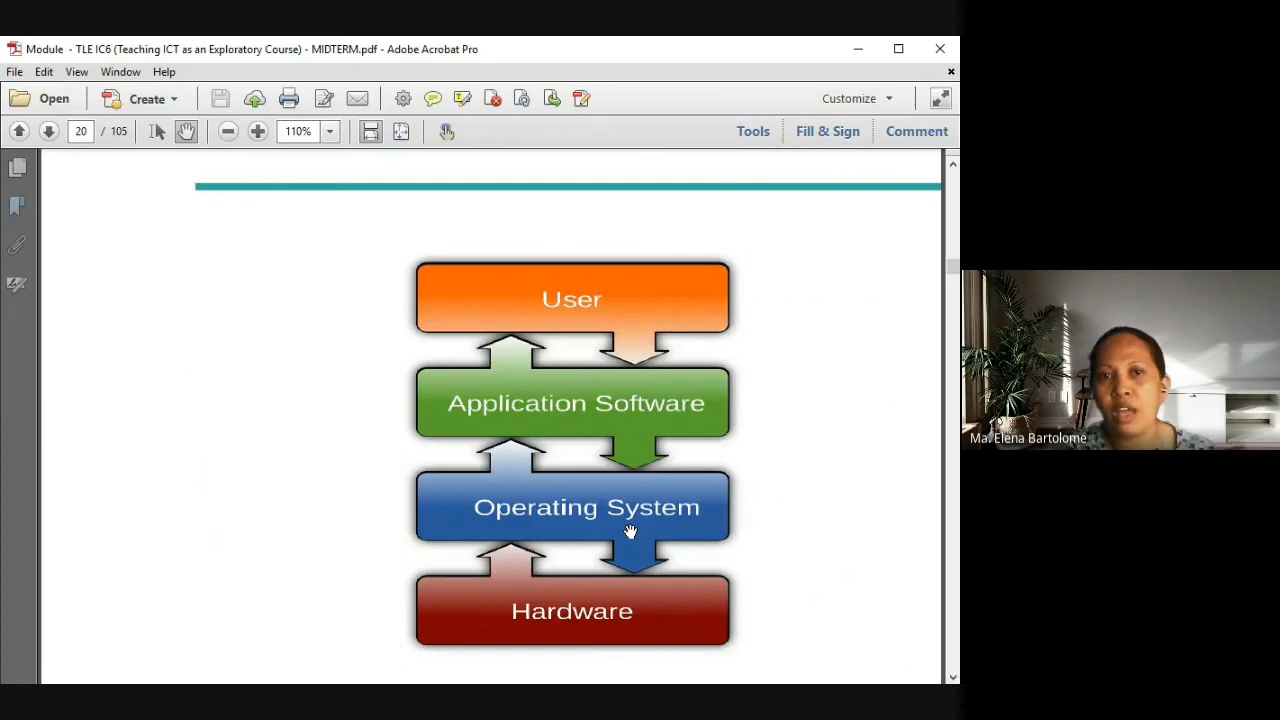 Module - TLE IC6 (Teaching ICT as an Exploratory Course) - MIDTERM.pdf - Adobe Acrobat Pro
File Edit View Window Help
Open Create Customize
20 / 105 110% Tools Fill & Sign Comment
User
Application Software
Operating System
Hardware
Ma. Elena Bartolome